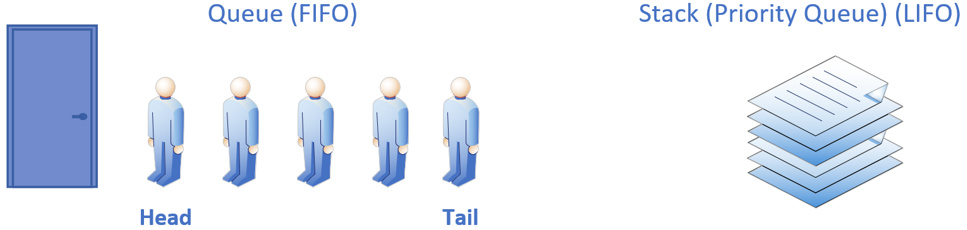 Queue (FIFO)
Stack (Priority Queue) (LIFO)
Head
Tail